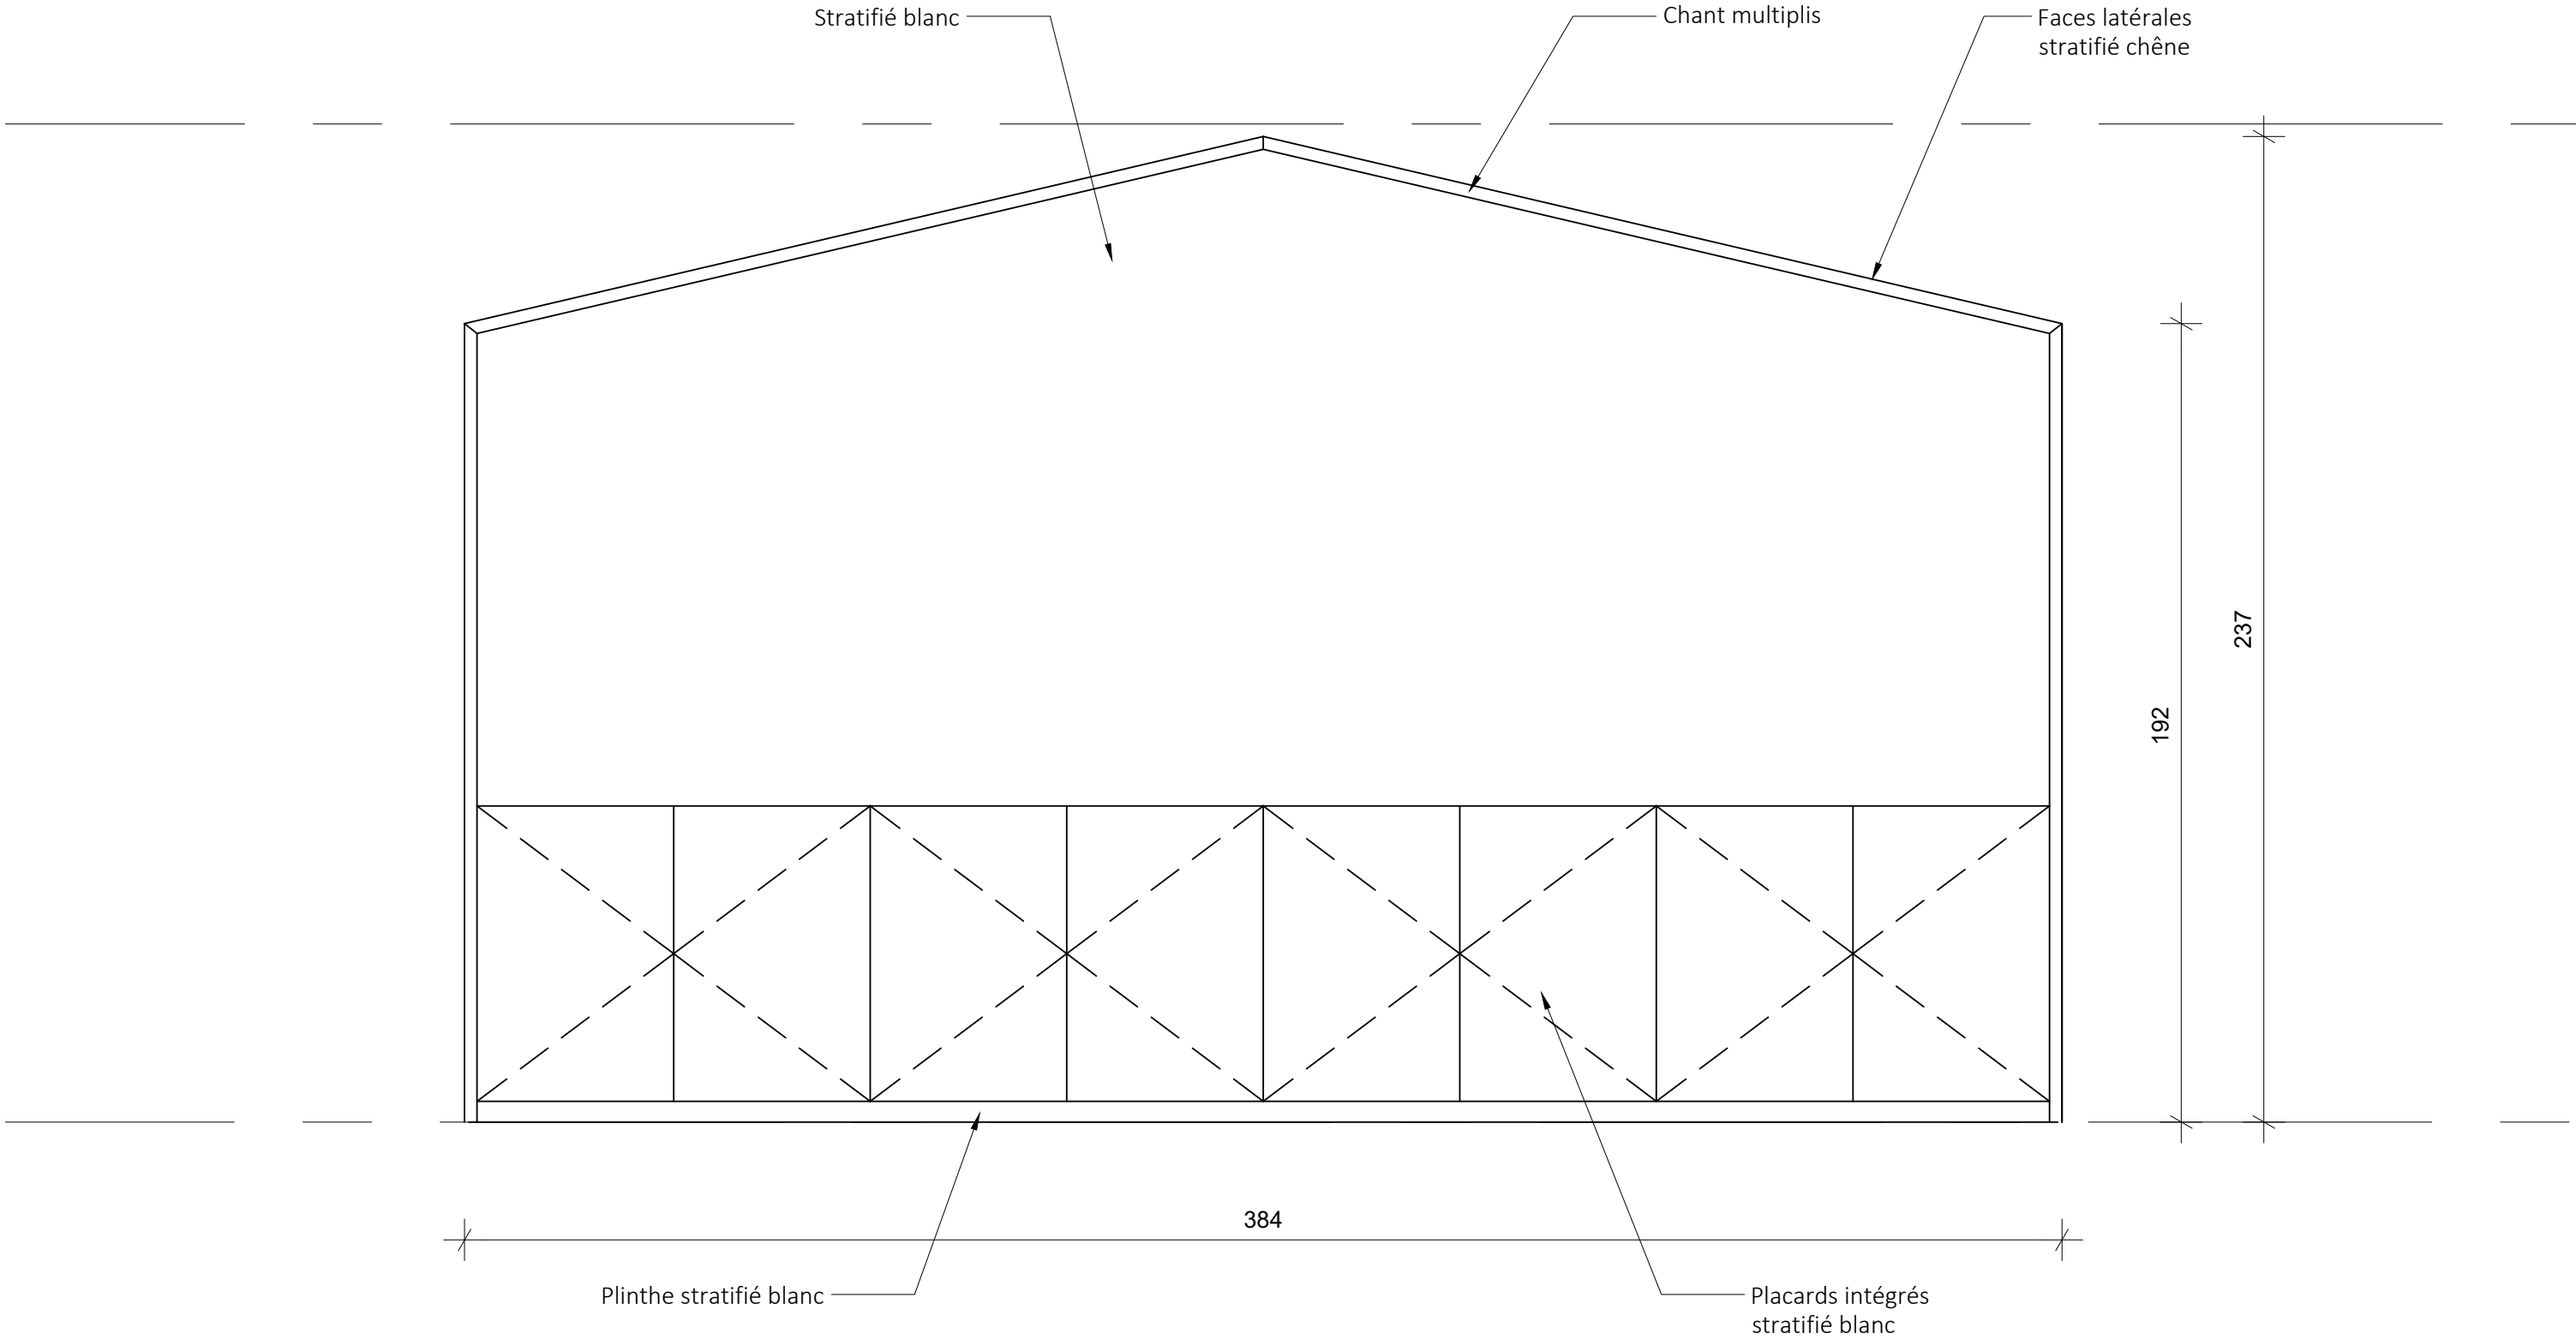 Stratifié blanc
Chant multiplis
Faces latérales
stratifié chêne
237
192
384
Plinthe stratifié blanc
Placards intégrés
stratifié blanc